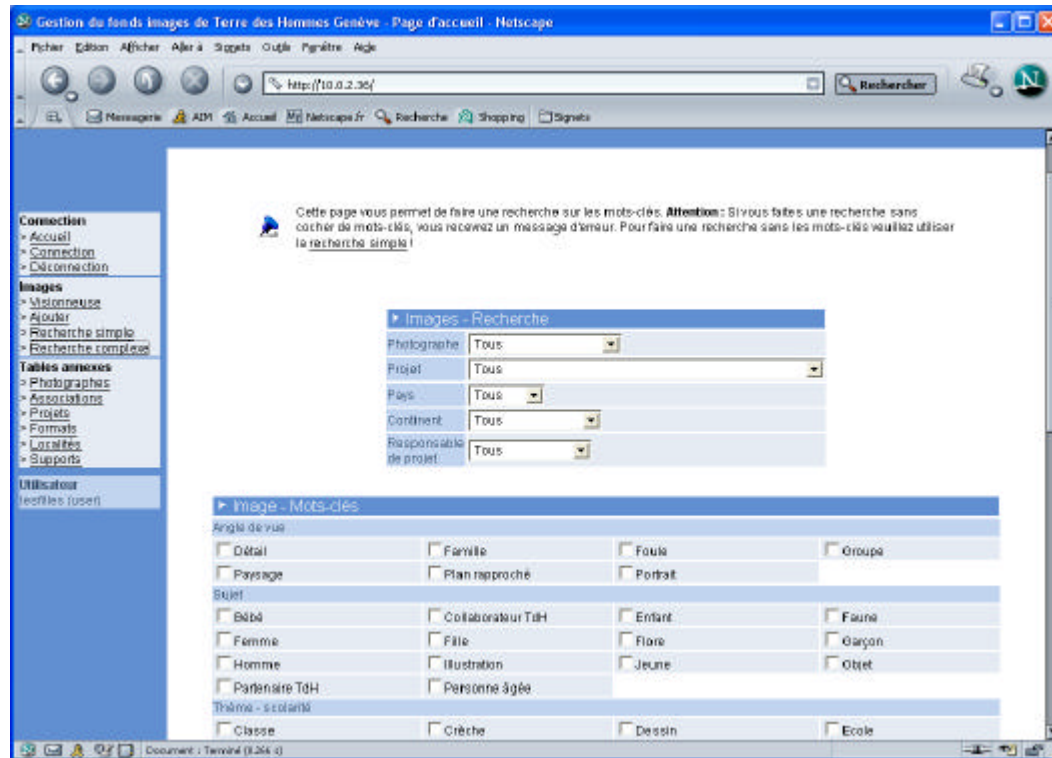 Gestion du fonds images de Terre des Hommes Genève - Page d'accueil - Netscape
Fichier Edition Afficher Aller à Signets Outils Fenêtre Aide
http://10.0.2.36/ Rechercher
Messagerie AIM Accueil Netscape.fr Recherche Shopping Signets
Cette page vous permet de faire une recherche sur les mots-clés. Attention : Si vous faites une recherche sans
cocher de mots-clés, vous recevrez un message d'erreur. Pour faire une recherche sans les mots-clés veuillez utiliser
la recherche simple !
Connection
» Accueil
» Connection
» Déconnection
Images
» Visionneuse
» Ajouter
» Recherche simple
» Recherche complexe
Tables annexes
» Photographes
» Associations
» Projets
» Formats
» Localités
» Supports
Utilisateur
lesfilles (user)
Images - Recherche
Photographe Tous
Projet Tous
Pays Tous
Continent Tous
Responsable
de projet Tous
Image - Mots-clés
Angle de vue
Détail Famille Foule Groupe
Paysage Plan rapproché Portrait
Sujet
Bébé Collaborateur TdH Enfant Faune
Femme Fille Flore Garçon
Homme Illustration Jeune Objet
Partenaire TdH Personne âgée
Thème - scolarité
Classe Crèche Dessin Ecole
Document : Terminé (8.266 s)